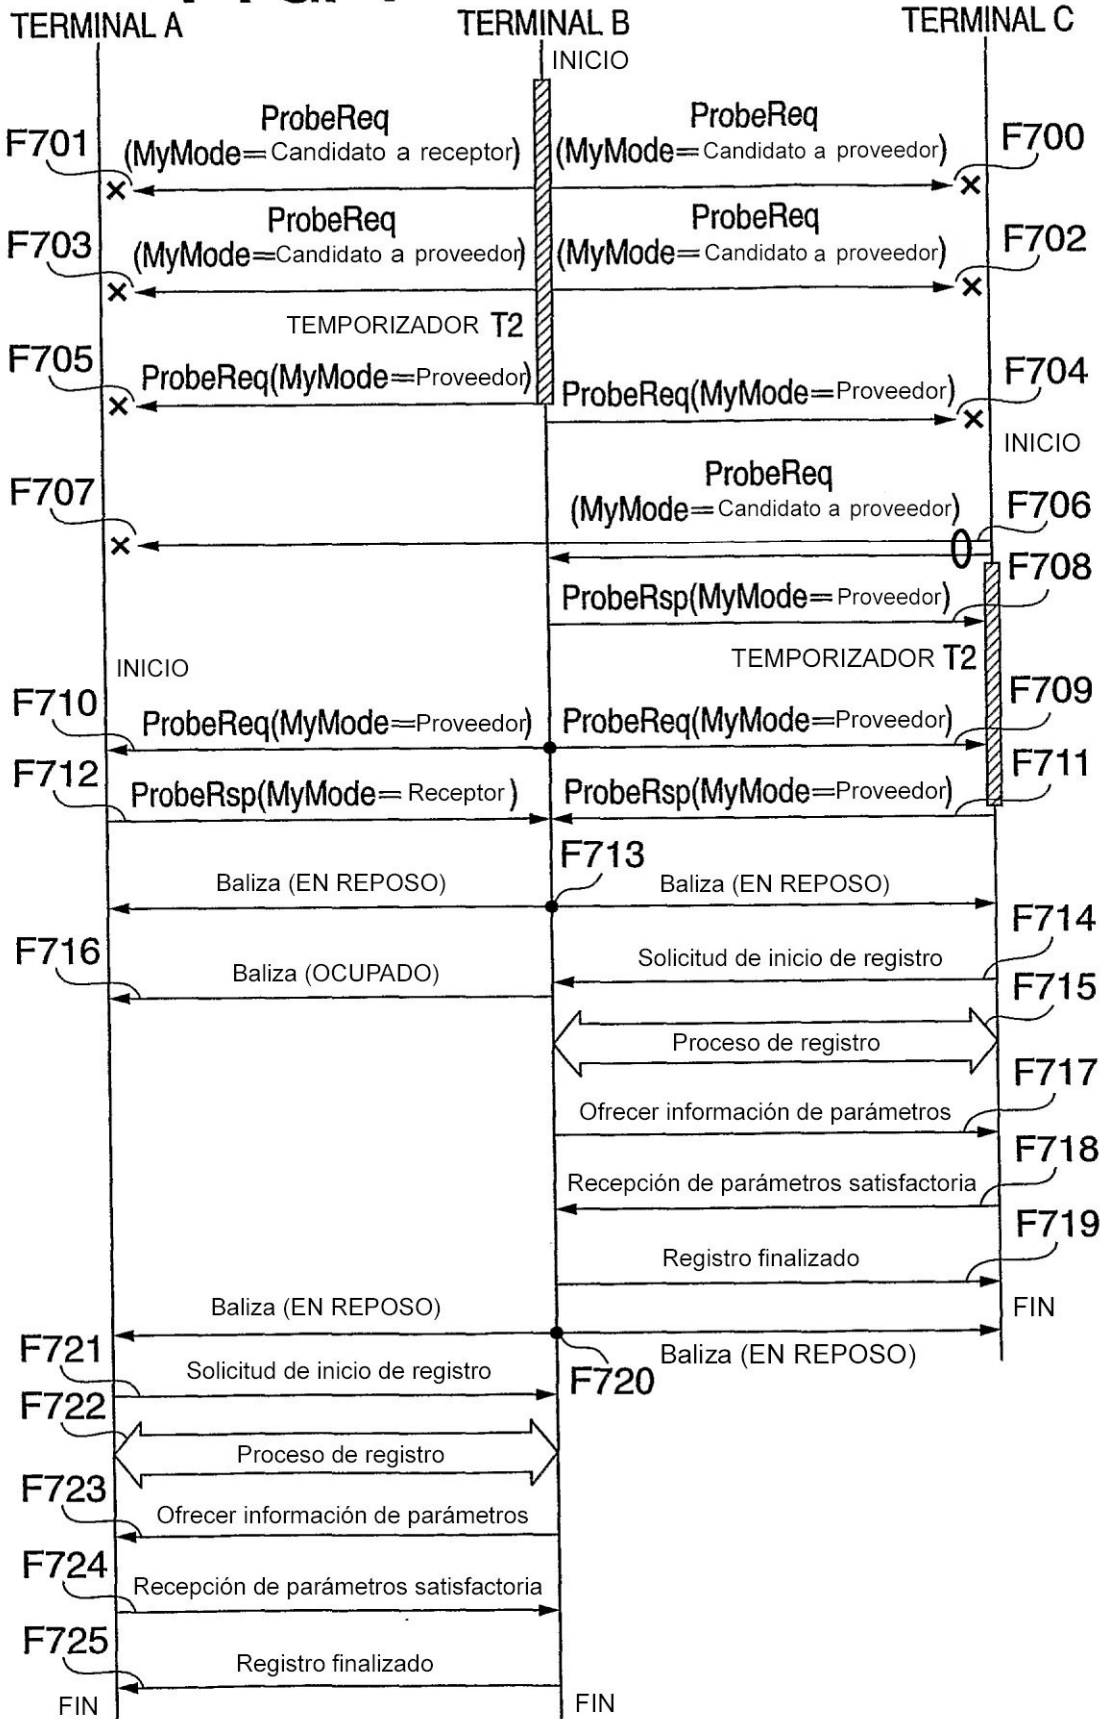 TERMINAL A TERMINAL B TERMINAL C
INICIO
F701 ProbeReq ProbeReq F700
(MyMode=Candidato a receptor) (MyMode=Candidato a proveedor)
F703 ProbeReq ProbeReq F702
(MyMode=Candidato a proveedor) (MyMode=Candidato a proveedor)
TEMPORIZADOR T2
F705 ProbeReq(MyMode=Proveedor) ProbeReq(MyMode=Proveedor) F704
INICIO
F707 ProbeReq F706
(MyMode=Candidato a proveedor)
ProbeRsp(MyMode=Proveedor) F708
TEMPORIZADOR T2
INICIO
F710 ProbeReq(MyMode=Proveedor) ProbeReq(MyMode=Proveedor) F709
F712 ProbeRsp(MyMode=Receptor) ProbeRsp(MyMode=Proveedor) F711
F713
Baliza (EN REPOSO) Baliza (EN REPOSO)
Solicitud de inicio de registro F714
F716 Baliza (OCUPADO)
Proceso de registro F715
Ofrecer información de parámetros F717
Recepción de parámetros satisfactoria F718
Registro finalizado F719
FIN
Baliza (EN REPOSO)
Baliza (EN REPOSO)
F720
F721 Solicitud de inicio de registro
F722 Proceso de registro
F723 Ofrecer información de parámetros
F724 Recepción de parámetros satisfactoria
F725 Registro finalizado
FIN FIN